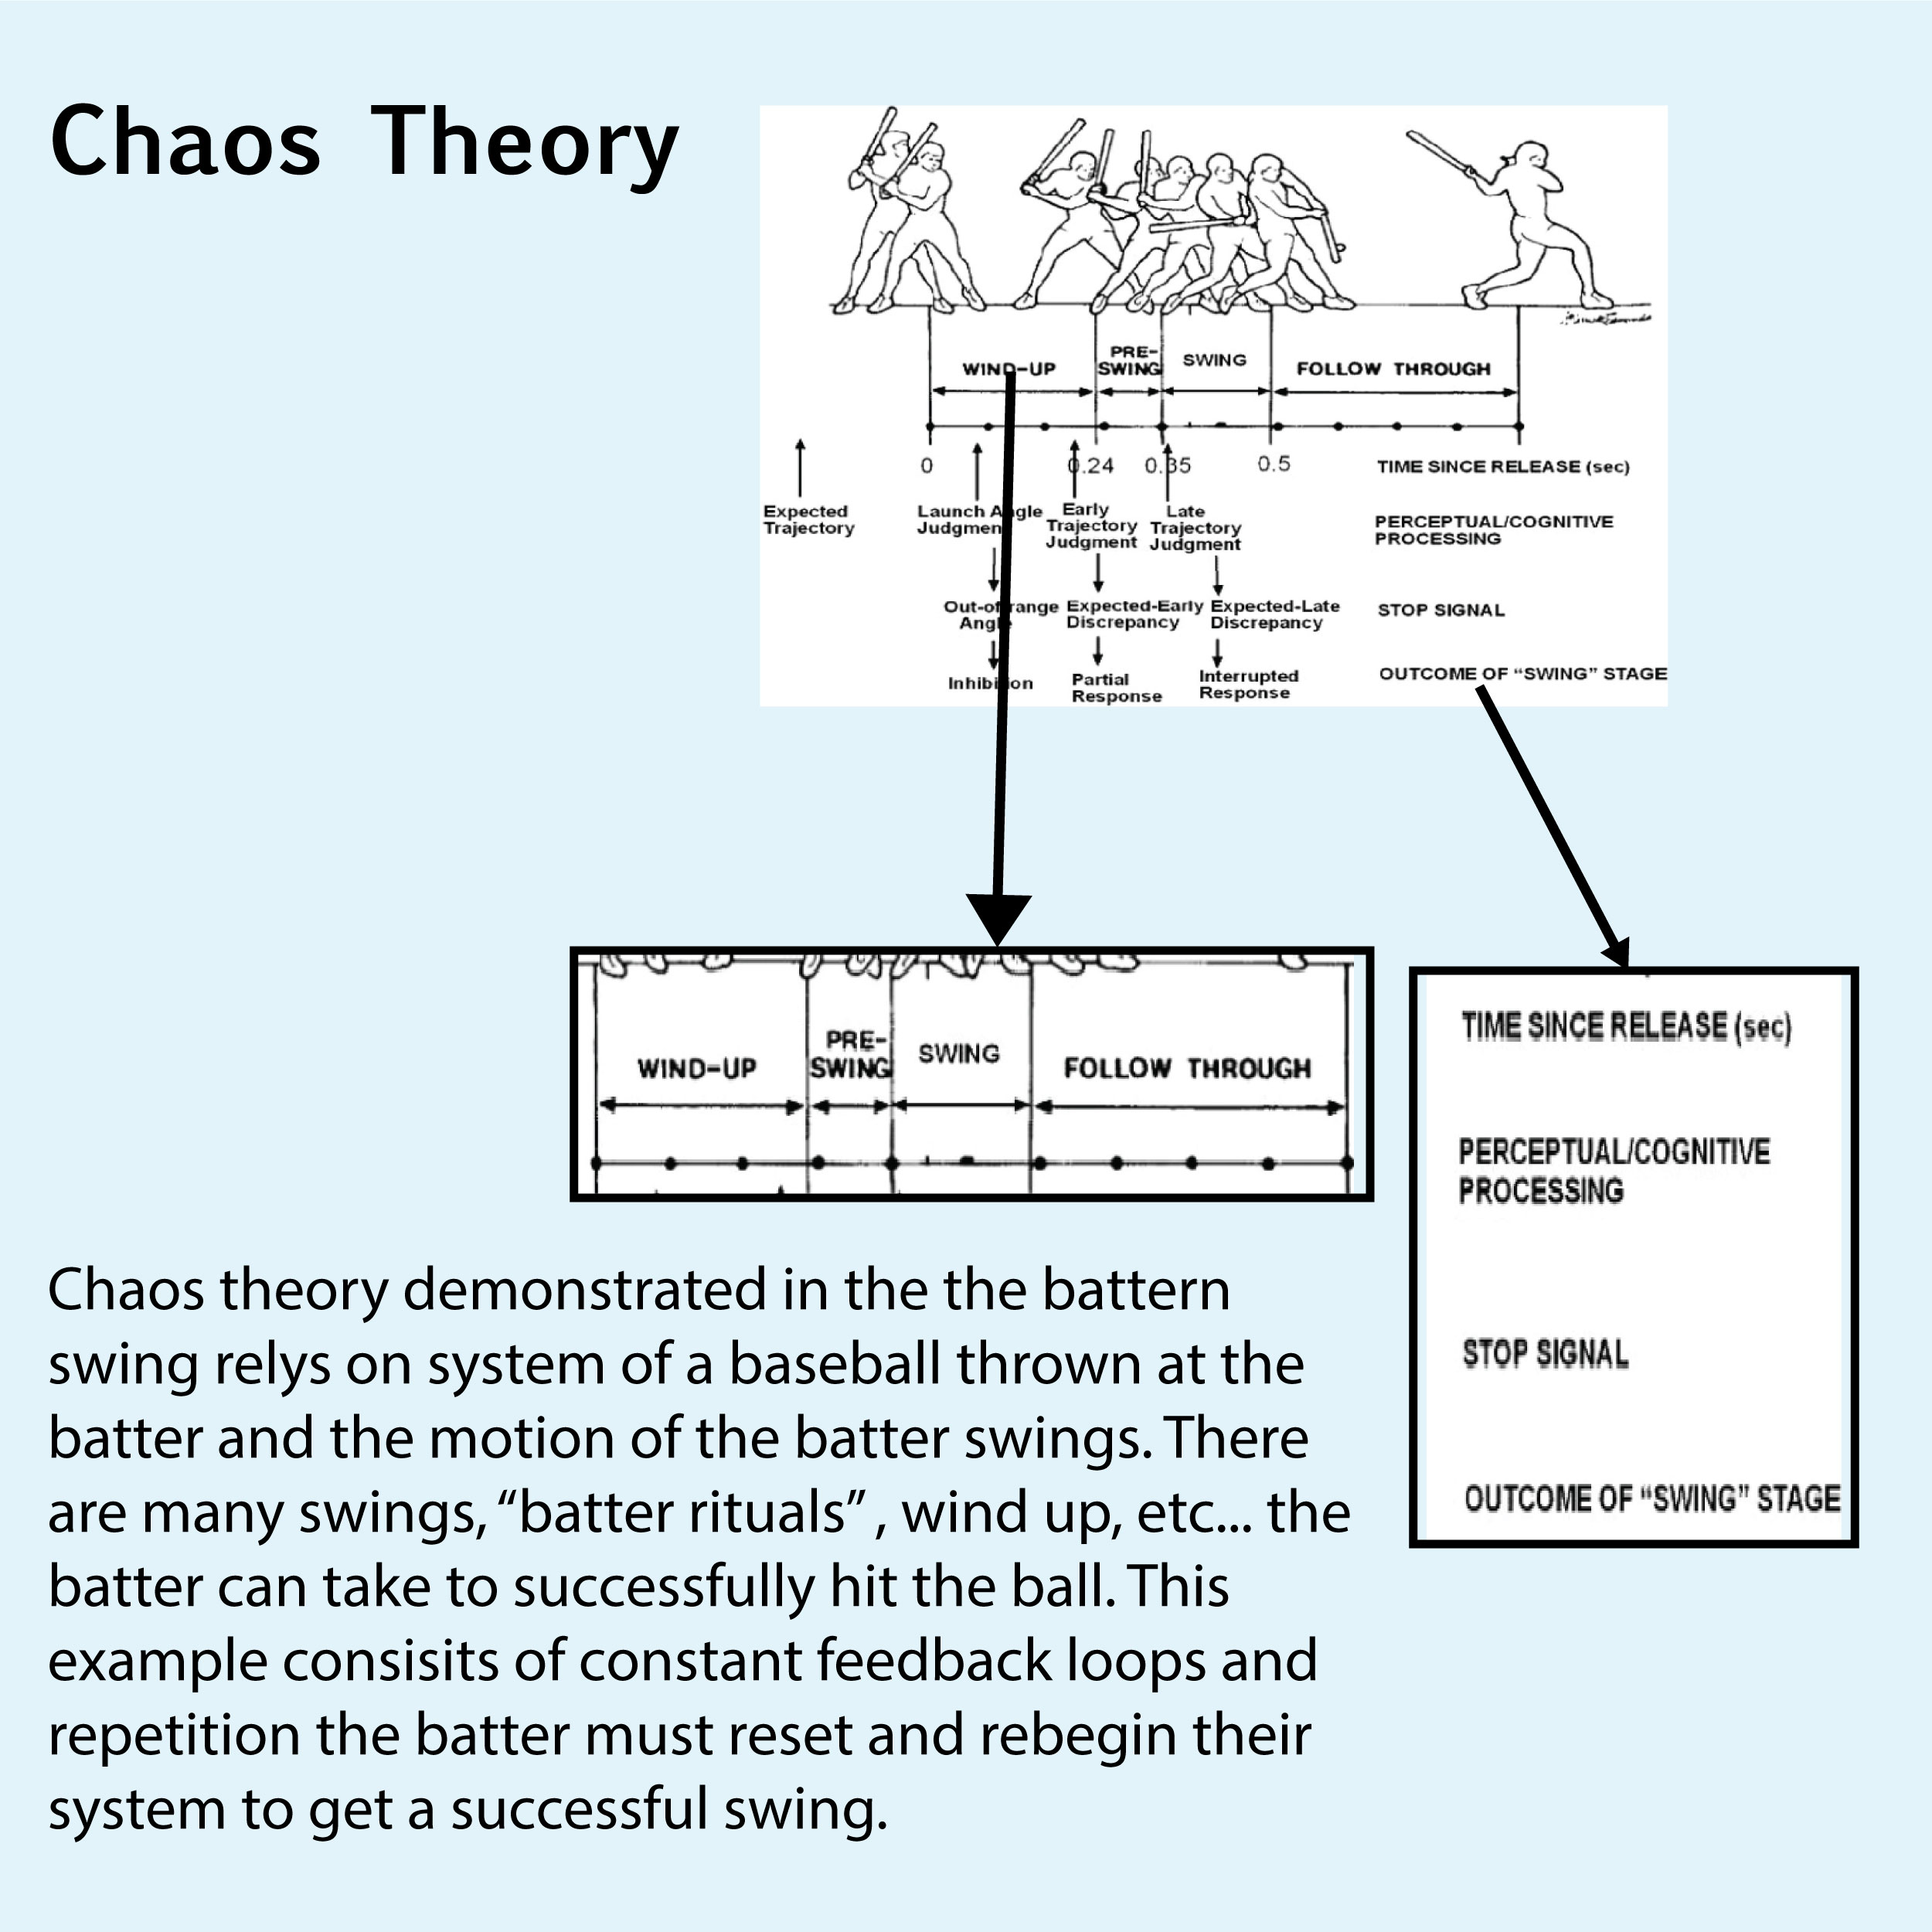 Chaos Theory
WIND-UP
PRE-
SWING
SWING
FOLLOW THROUGH
0
0.24
0.35
0.5
TIME SINCE RELEASE (sec)
Expected
Trajectory
Launch Angle
Judgment
Early
Trajectory
Judgment
Late
Trajectory
Judgment
PERCEPTUAL/COGNITIVE
PROCESSING
Out-of-range
Angle
Expected-Early
Discrepancy
Expected-Late
Discrepancy
STOP SIGNAL
Inhibition
Partial
Response
Interrupted
Response
OUTCOME OF “SWING” STAGE
WIND-UP
PRE-
SWING
SWING
FOLLOW THROUGH
TIME SINCE RELEASE (sec)
PERCEPTUAL/COGNITIVE
PROCESSING
STOP SIGNAL
OUTCOME OF “SWING” STAGE
Chaos theory demonstrated in the the battern
swing relys on system of a baseball thrown at the
batter and the motion of the batter swings. There
are many swings, “batter rituals” , wind up, etc... the
batter can take to successfully hit the ball. This
example consisits of constant feedback loops and
repetition the batter must reset and rebegin their
system to get a successful swing.